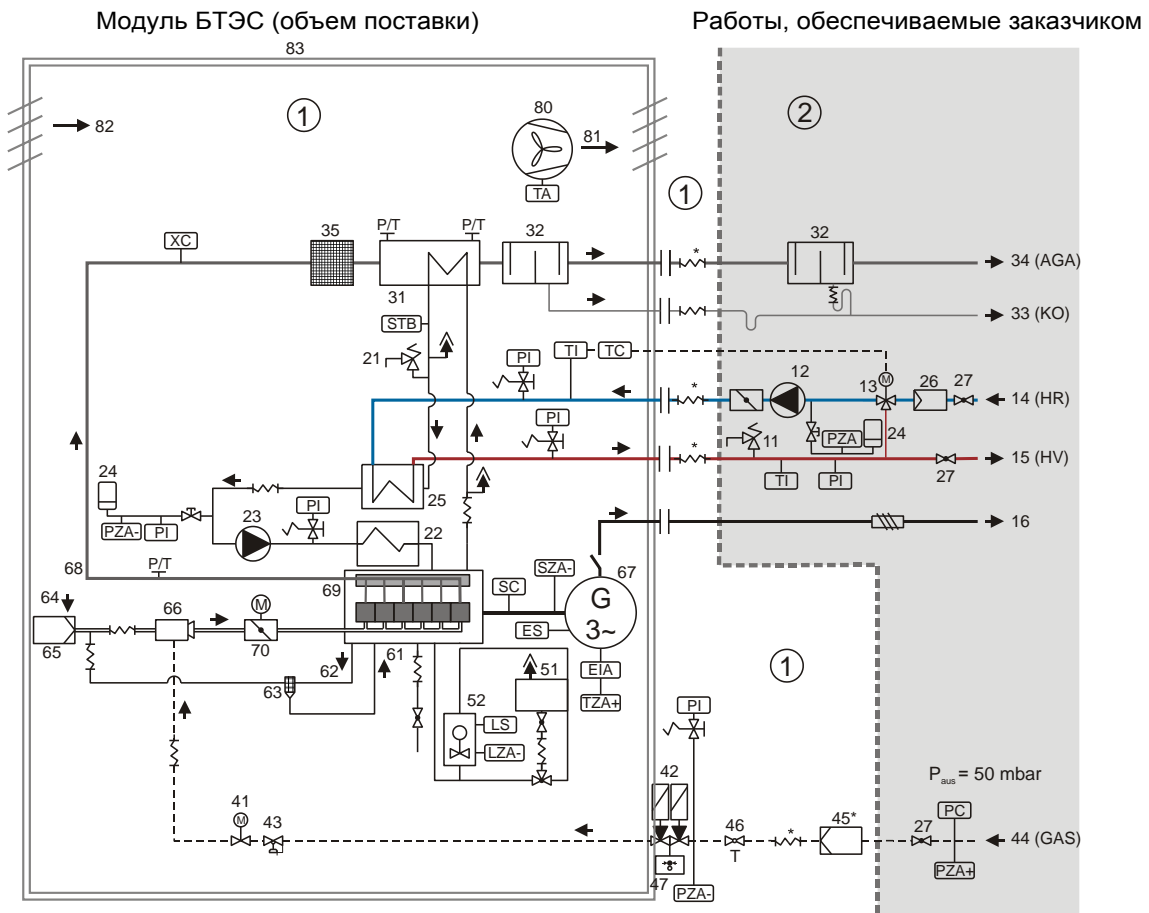 Модуль БТЭС (объем поставки)
Работы, обеспечиваемые заказчиком
83
1
2
80
82
81
TA
1
XC
35
P/T
P/T
32
32
34 (AGA)
31
33 (KO)
STB
21
PI
TI
TC
12
13
M
26
27
14 (HR)
PI
11
PZA
24
15 (HV)
TI
PI
27
24
25
PZA-
PI
23
PI
22
16
68
P/T
69
SC
SZA-
67
G
3~
64
66
M
ES
65
70
62
61
63
EIA
TZA+
1
51
52
LS
LZA-
PI
42
P aus = 50 mbar
41
M
43
46
45*
27
PC
44 (GAS)
T
47
PZA-
PZA+
*
*
*
*